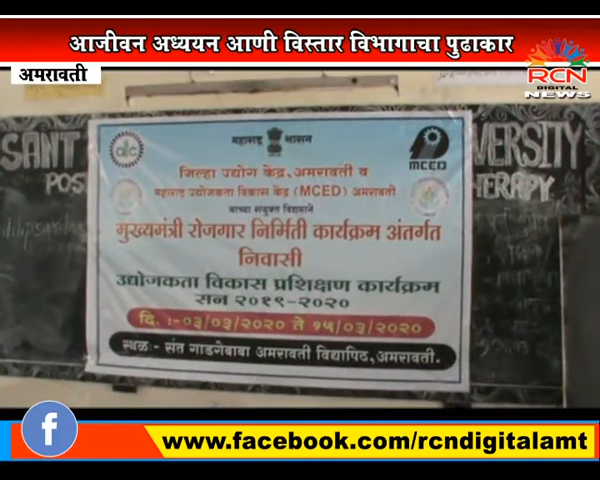 आजीवन अध्ययन आणी विस्तार विभागाचा पुढाकार
अमरावती
RCN
DIGITAL
NEWS
SANT
VERSITY
POS
HERAPY
महाराष्ट्र शासन
MCED
जिल्हा उद्योग केंद्र, अमरावती व
महाराष्ट्र उद्योजकता विकास केंद्र (MCED) अमरावती
यांच्या संयुक्त विद्यमाने
मुख्यमंत्री रोजगार निर्मिती कार्यक्रम अंतर्गत
निवासी
उद्योजकता विकास प्रशिक्षण कार्यक्रम
सन २०१९-२०२०
दि. :-०३/०३/२०२० ते १५/०३/२०२०
स्थळः- संत गाडगेबाबा अमरावती विद्यापिठ,अमरावती.
f
www.facebook.com/rcndigitalamt